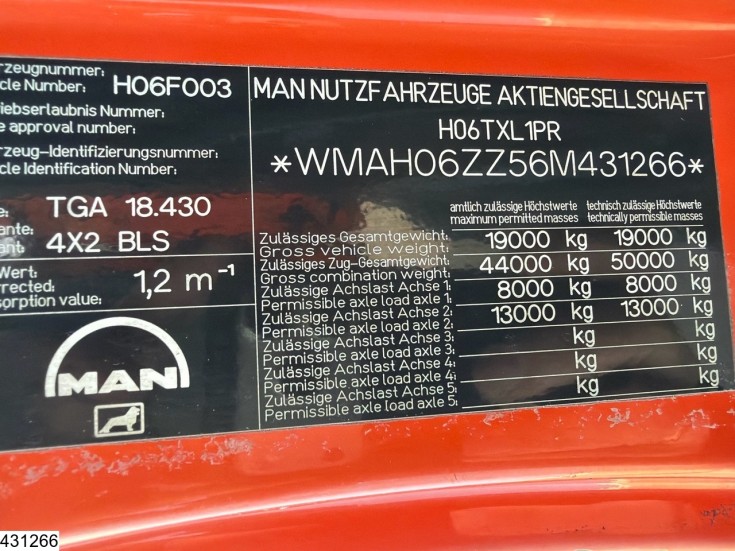 rzeugnummer:
cle Number: H06F003
riebserlaubnis Nummer:
e approval number:
rzeug-Identifizierungsnummer:
icle Identification Number:
e: TGA 18.430
ante:
ant: 4X2 BLS
Wert:
rrected: 1,2 m⁻¹
sorption value:
MAN
MAN NUTZFAHRZEUGE AKTIENGESELLSCHAFT
H06TXL1PR
*WMAH06ZZ56M431266*
amtlich zulässige Höchstwerte technisch zulässige Höchstwerte
maximum permitted masses technically permissible masses
Zulässiges Gesamtgewicht: 19000 kg 19000 kg
Gross vehicle weight:
Zulässiges Zug-Gesamtgewicht: 44000 kg 50000 kg
Gross combination weight:
Zulässige Achslast Achse 1: 8000 kg 8000 kg
Permissible axle load axle 1:
Zulässige Achslast Achse 2: 13000 kg 13000 kg
Permissible axle load axle 2:
Zulässige Achslast Achse 3: kg kg
Permissible axle load axle 3:
Zulässige Achslast Achse 4: kg kg
Permissible axle load axle 4:
Zulässige Achslast Achse 5: kg kg
Permissible axle load axle 5:
431266